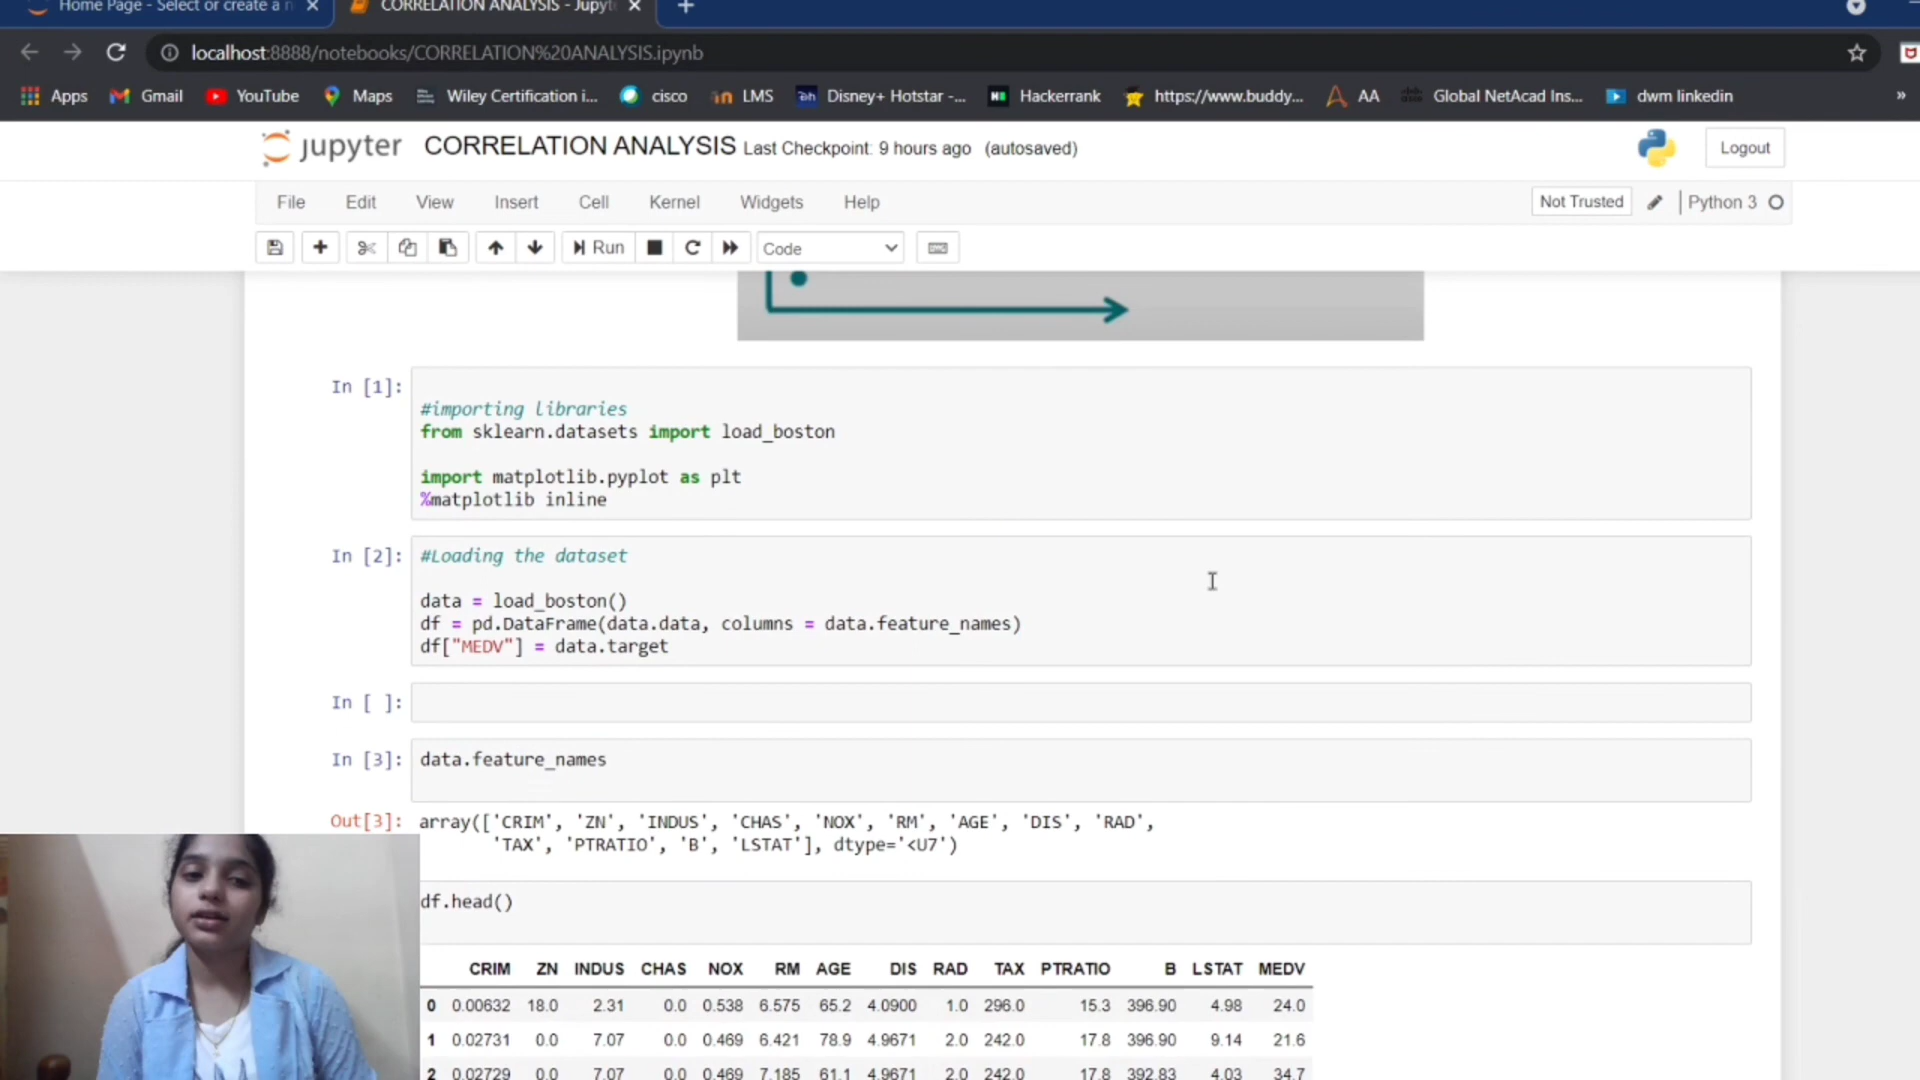 Home Page - Select or create a n
CORRELATION ANALYSIS - Jupyt
localhost:8888/notebooks/CORRELATION%20ANALYSIS.ipynb
Apps Gmail YouTube Maps Wiley Certification i... cisco LMS Disney+ Hotstar -... Hackerrank https://www.buddy... AA Global NetAcad Ins... dwm linkedin »
jupyter CORRELATION ANALYSIS Last Checkpoint: 9 hours ago (autosaved) Logout
File Edit View Insert Cell Kernel Widgets Help Not Trusted Python 3
Run Code
In [1]:
#importing libraries
from sklearn.datasets import load_boston
import matplotlib.pyplot as plt
%matplotlib inline
In [2]: #Loading the dataset
data = load_boston()
df = pd.DataFrame(data.data, columns = data.feature_names)
df["MEDV"] = data.target
In [ ]:
In [3]: data.feature_names
Out[3]: array(['CRIM', 'ZN', 'INDUS', 'CHAS', 'NOX', 'RM', 'AGE', 'DIS', 'RAD',
'TAX', 'PTRATIO', 'B', 'LSTAT'], dtype='<U7')
df.head()
CRIM ZN INDUS CHAS NOX RM AGE DIS RAD TAX PTRATIO B LSTAT MEDV
0 0.00632 18.0 2.31 0.0 0.538 6.575 65.2 4.0900 1.0 296.0 15.3 396.90 4.98 24.0
1 0.02731 0.0 7.07 0.0 0.469 6.421 78.9 4.9671 2.0 242.0 17.8 396.90 9.14 21.6
2 0.02729 0.0 7.07 0.0 0.469 7.185 61.1 4.9671 2.0 242.0 17.8 392.83 4.03 34.7